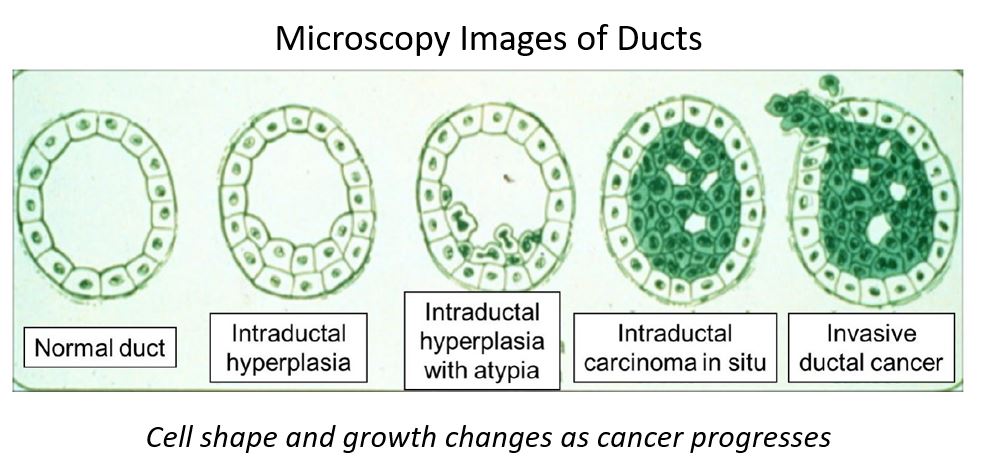 Microscopy Images of Ducts
Normal duct
Intraductal
hyperplasia
Intraductal
hyperplasia
with atypia
Intraductal
carcinoma in situ
Invasive
ductal cancer
Cell shape and growth changes as cancer progresses